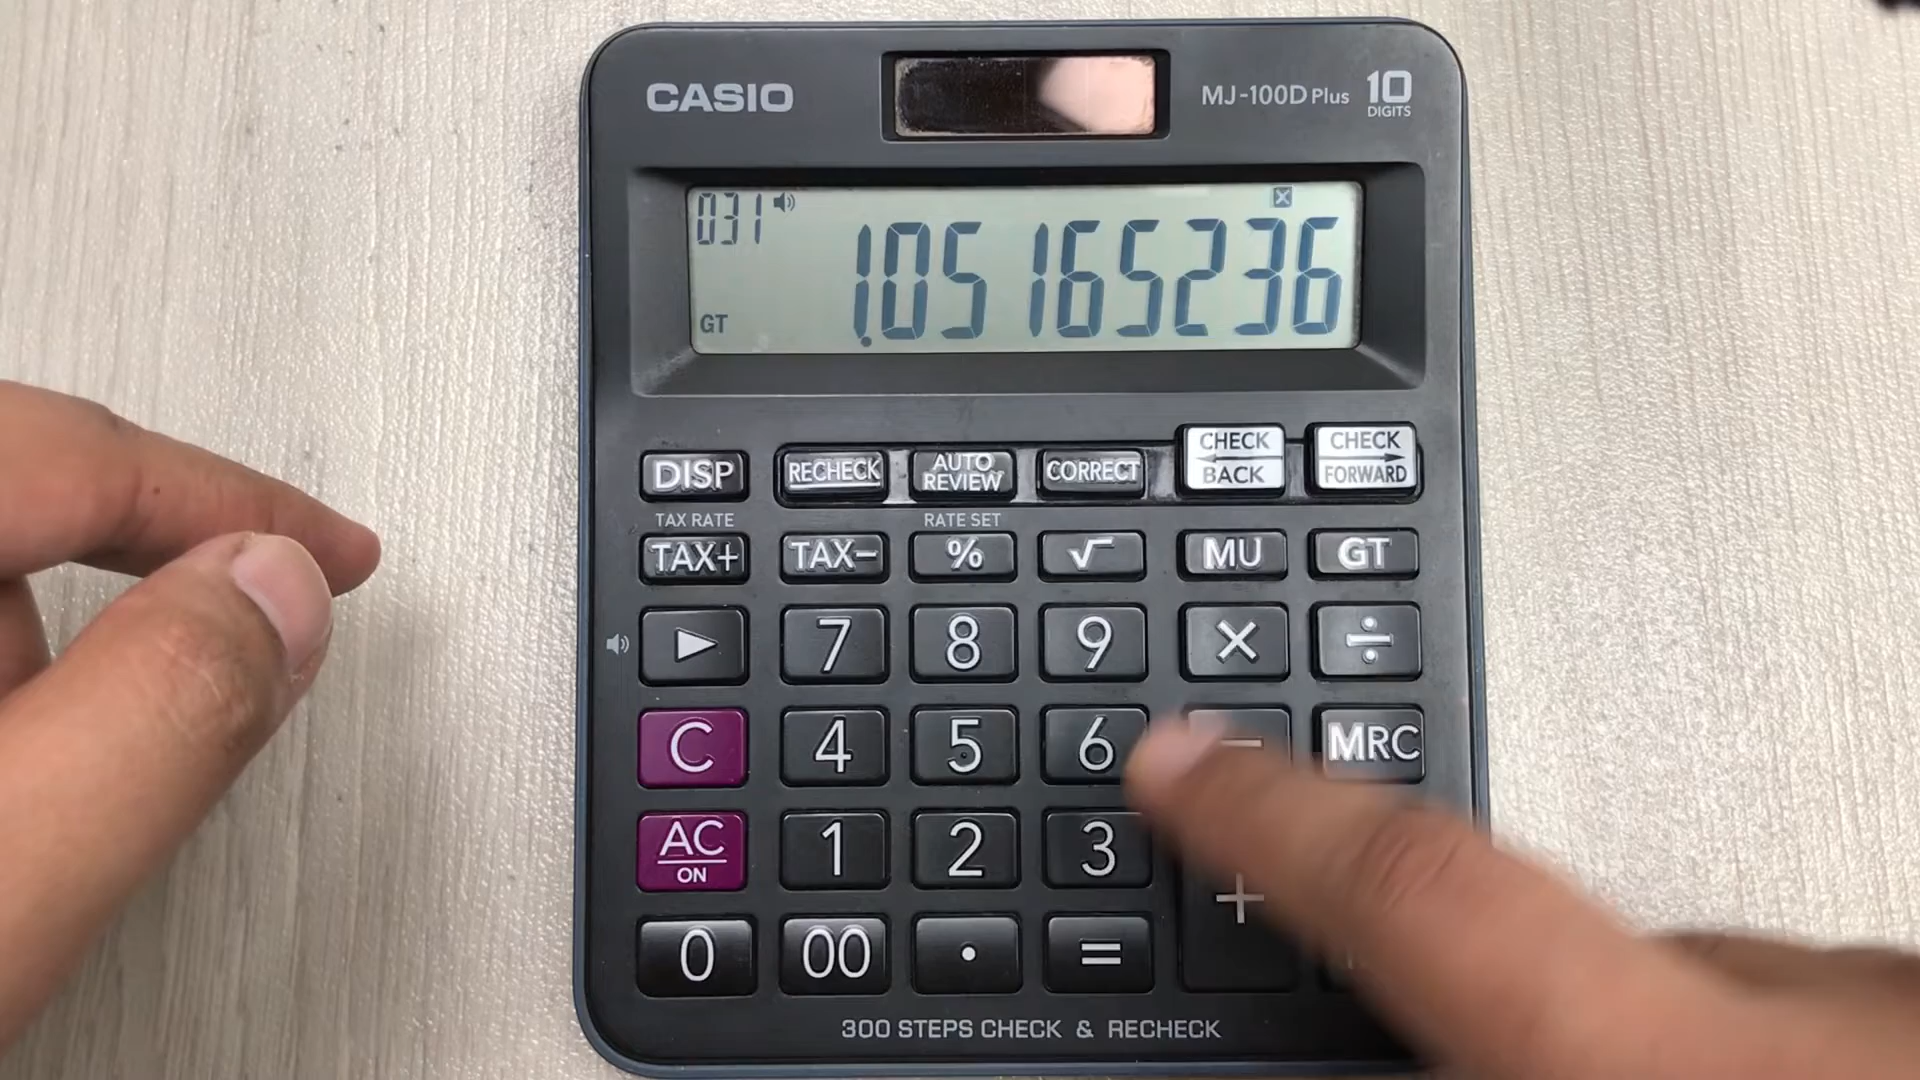 CASIO MJ-100D Plus 10
DIGITS
031
1.05165236
GT
DISP RECHECK AUTO REVIEW CORRECT CHECK BACK CHECK FORWARD
TAX RATE RATE SET
TAX+ TAX− % √ MU GT
▶ 7 8 9 × ÷
C 4 5 6 − MRC
AC 1 2 3
ON
+
0 00 · =
300 STEPS CHECK & RECHECK